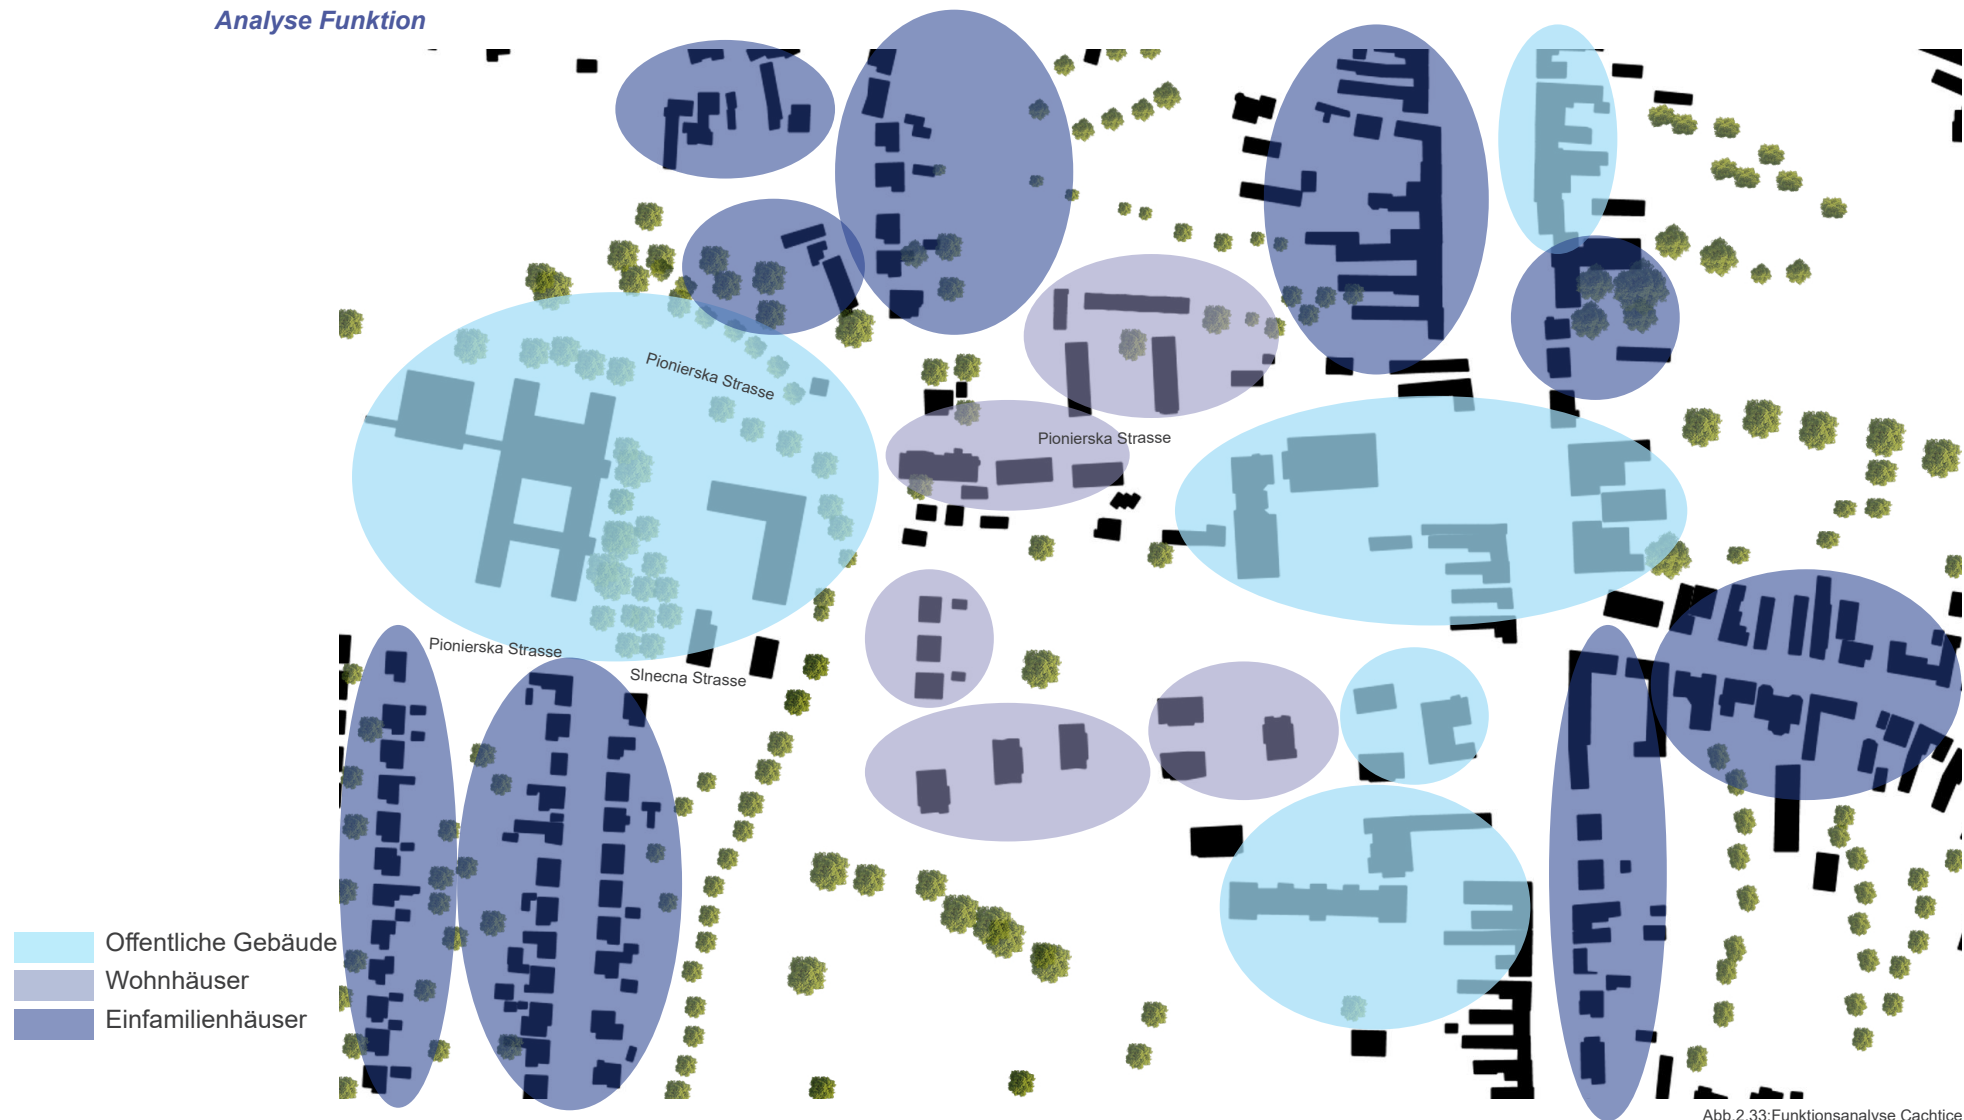 Analyse Funktion
Pionierska Strasse
Pionierska Strasse
Pionierska Strasse
Slnecna Strasse
Offentliche Gebäude
Wohnhäuser
Einfamilienhäuser
Abb.2.33:Funktionsanalyse Cachtice